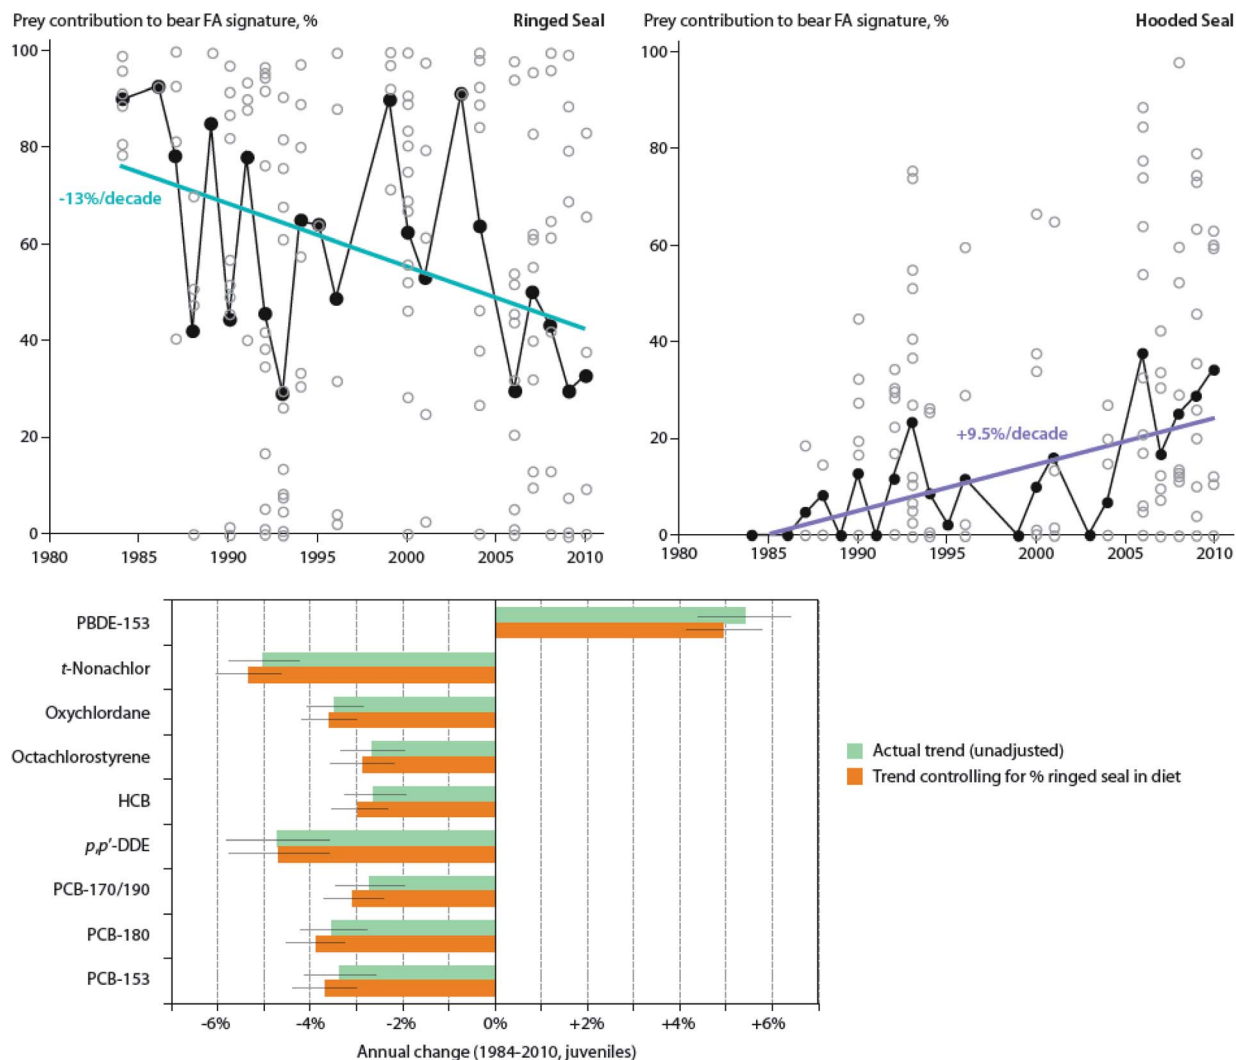 Prey contribution to bear FA signature, % Ringed Seal
100
80
60
40
20
0
-13%/decade
1980 1985 1990 1995 2000 2005 2010
Prey contribution to bear FA signature, % Hooded Seal
100
80
60
40
20
0
+9.5%/decade
1980 1985 1990 1995 2000 2005 2010
PBDE-153
t-Nonachlor
Oxychlordane
Octachlorostyrene
HCB
p,p'-DDE
PCB-170/190
PCB-180
PCB-153
-6% -4% -2% 0% +2% +4% +6%
Annual change (1984-2010, juveniles)
Actual trend (unadjusted)
Trend controlling for % ringed seal in diet